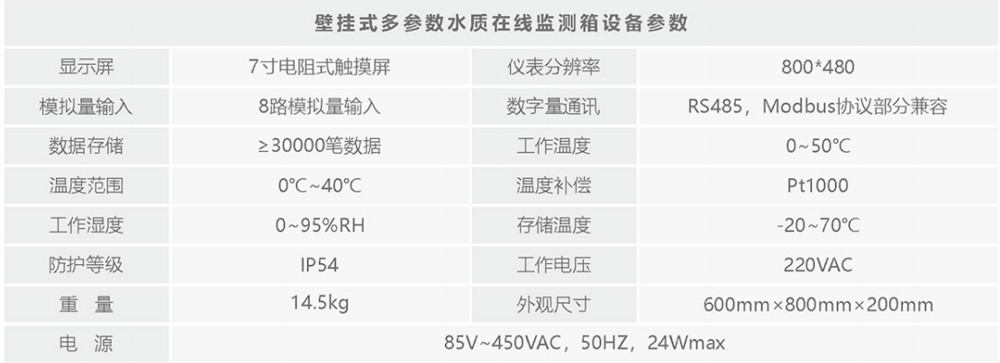 壁挂式多参数水质在线监测箱设备参数
显示屏 7寸电阻式触摸屏 仪表分辨率 800*480
模拟量输入 8路模拟量输入 数字量通讯 RS485，Modbus协议部分兼容
数据存储 ≥30000笔数据 工作温度 0~50℃
温度范围 0℃~40℃ 温度补偿 Pt1000
工作湿度 0~95%RH 存储温度 -20~70℃
防护等级 IP54 工作电压 220VAC
重 量 14.5kg 外观尺寸 600mm×800mm×200mm
电 源 85V~450VAC，50HZ，24Wmax